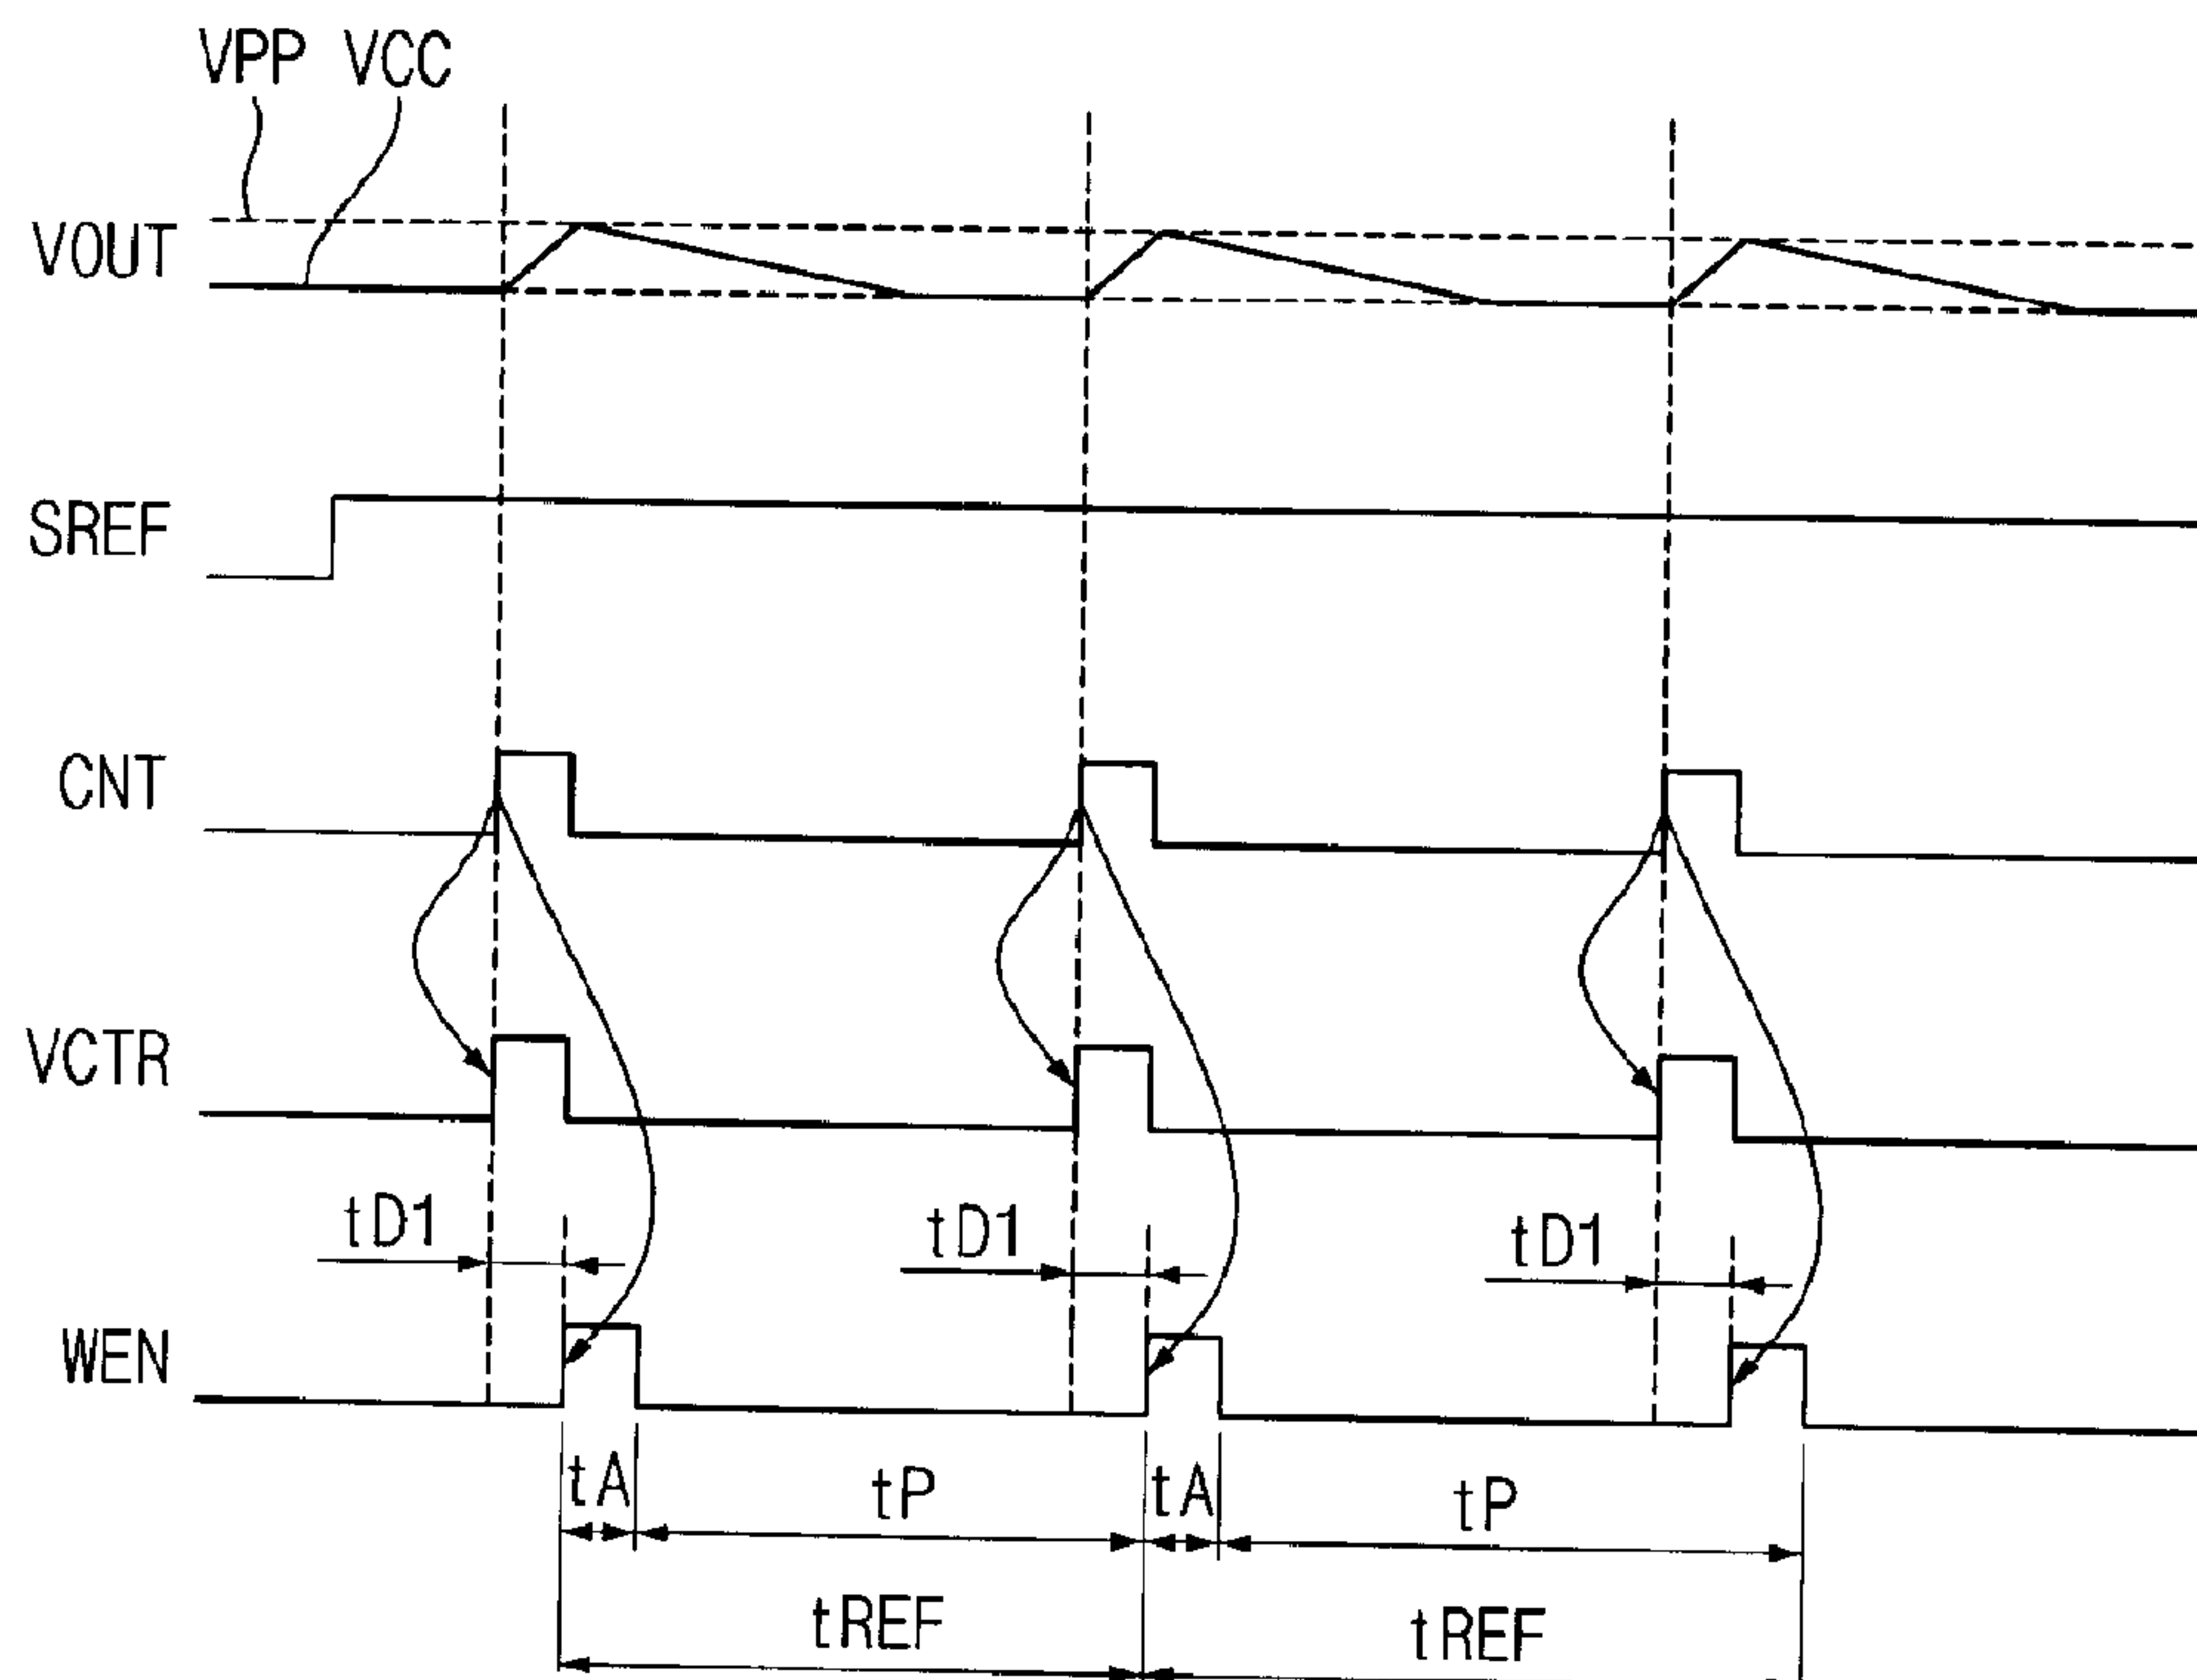 VPP VCC
VOUT
SREF
CNT
VCTR
tD1 tD1 tD1
WEN
tA tP tA tP
tREF tREF